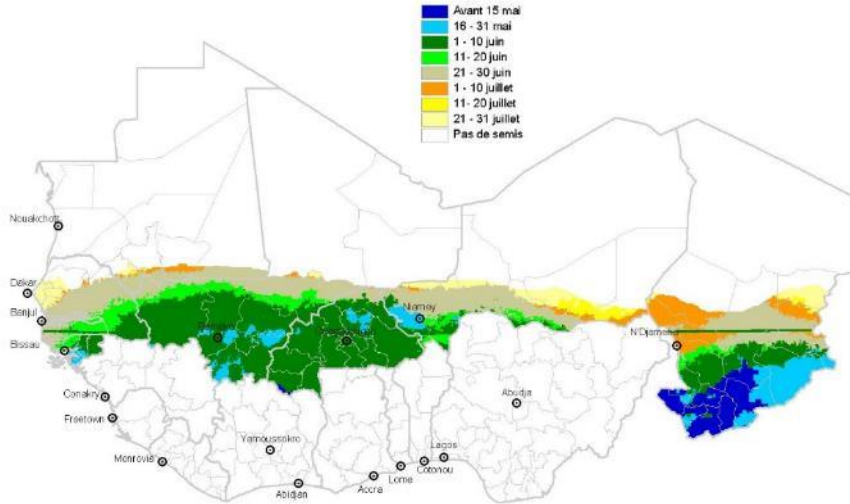 Avant 15 mai
16 - 31 mai
1 - 10 juin
11- 20 juin
21 - 30 juin
1 - 10 juillet
11- 20 juillet
21 - 31 juillet
Pas de semis
Nouakchott
Dakar
Banjul
Niamey
N'Djamena
Bissau
Conakry
Abudja
Freetown
Yamoussokro
Lagos
Monrovia
Cotonou
Lome
Accra
Abidjan